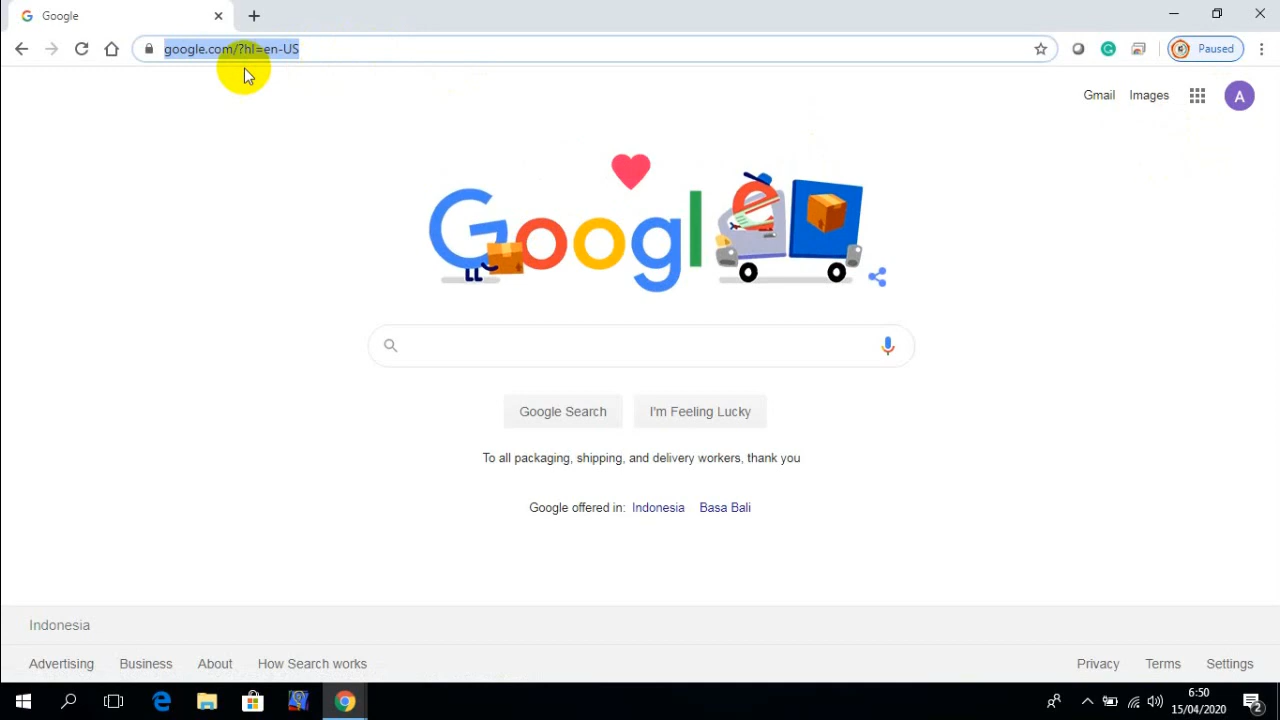 Google
google.com/?hl=en-US
Paused
Gmail Images
A
Google
Google Search I'm Feeling Lucky
To all packaging, shipping, and delivery workers, thank you
Google offered in: Indonesia Basa Bali
Indonesia
Advertising Business About How Search works Privacy Terms Settings
6:50
15/04/2020
2